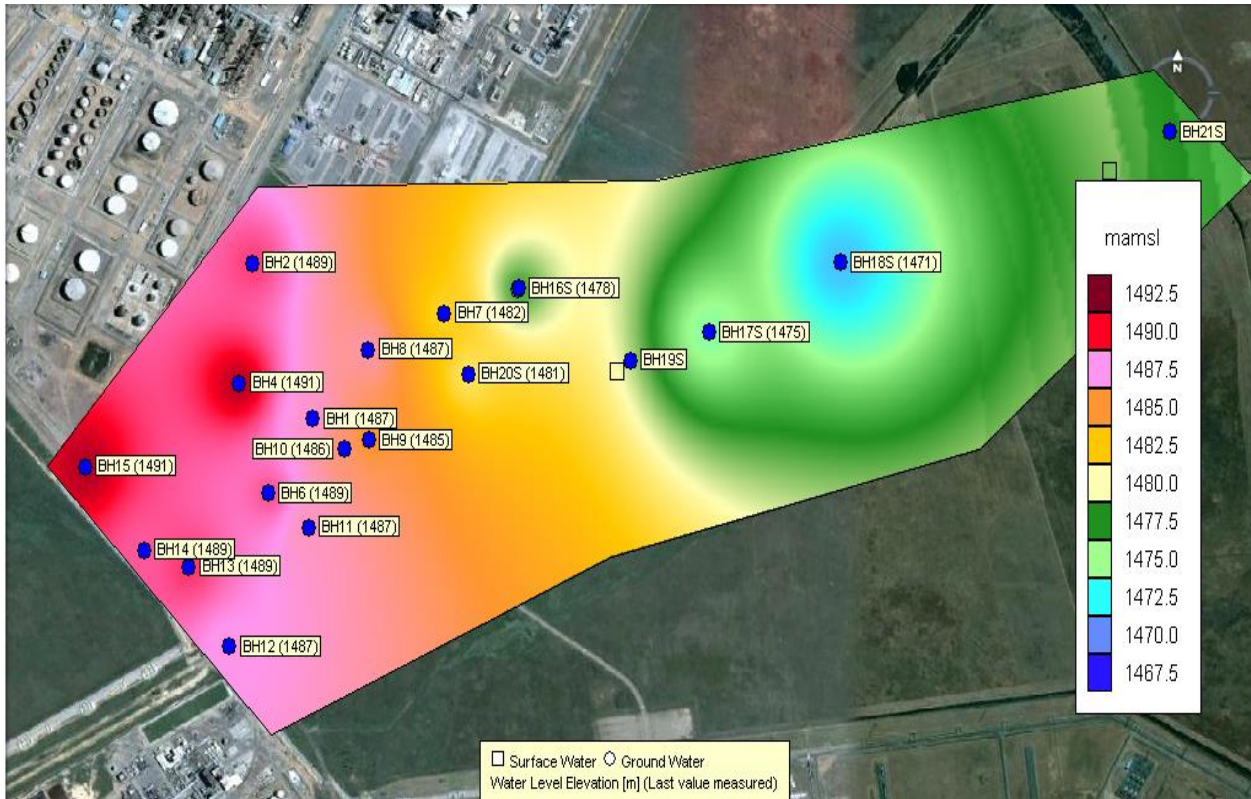 N
BH21S
BH2 (1489)
BH18S (1471)
BH16S (1478)
BH7 (1482)
BH17S (1475)
BH8 (1487)
BH19S
BH20S (1481)
BH4 (1491)
BH1 (1487)
BH9 (1485)
BH10 (1486)
BH15 (1491)
BH6 (1489)
BH11 (1487)
BH14 (1489)
BH13 (1489)
BH12 (1487)
mamsl
1492.5
1490.0
1487.5
1485.0
1482.5
1480.0
1477.5
1475.0
1472.5
1470.0
1467.5
Surface Water Ground Water
Water Level Elevation [m] (Last value measured)